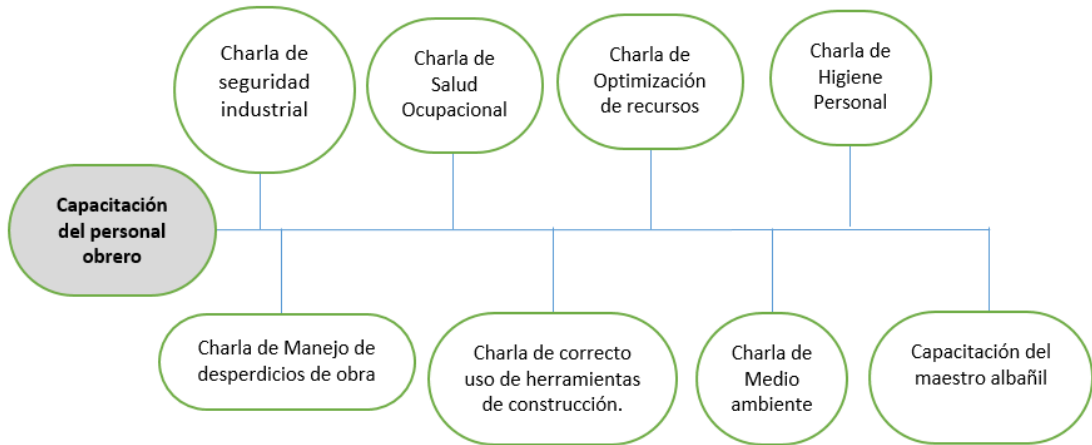 Charla de
seguridad
industrial
Charla de
Salud
Ocupacional
Charla de
Optimización
de recursos
Charla de
Higiene
Personal
Capacitación
del personal
obrero
Charla de Manejo de
desperdicios de obra
Charla de correcto
uso de herramientas
de construcción.
Charla de
Medio
ambiente
Capacitación del
maestro albañil